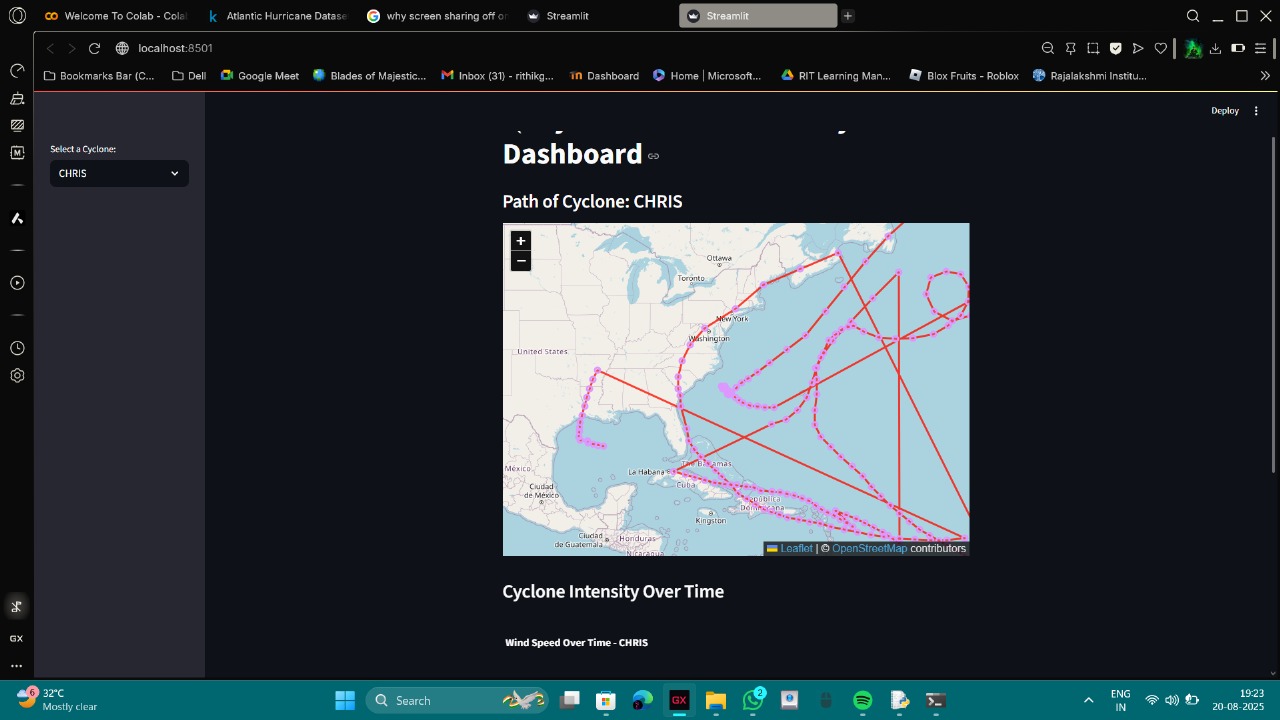 Welcome To Colab - Cola
Atlantic Hurricane Datase
why screen sharing off or
Streamlit
Streamlit
localhost:8501
Bookmarks Bar (C...
Dell
Google Meet
Blades of Majestic...
Inbox (31) - rithikg...
Dashboard
Home | Microsoft...
RIT Learning Man...
Blox Fruits - Roblox
Rajalakshmi Institu...
Deploy
Select a Cyclone:
CHRIS
Dashboard
Path of Cyclone: CHRIS
+
−
Ottawa
Toronto
New York
Washington
United States
La Habana
The Bahamas
Cuba
México
Ciudad
de México
República
Dominicana
Kingston
Ciudad
de Guatemala
Honduras
Nicaragua
Leaflet | © OpenStreetMap contributors
Cyclone Intensity Over Time
Wind Speed Over Time - CHRIS
GX
6
32°C
Mostly clear
Search
GX
2
ENG
IN
19:23
20-08-2025